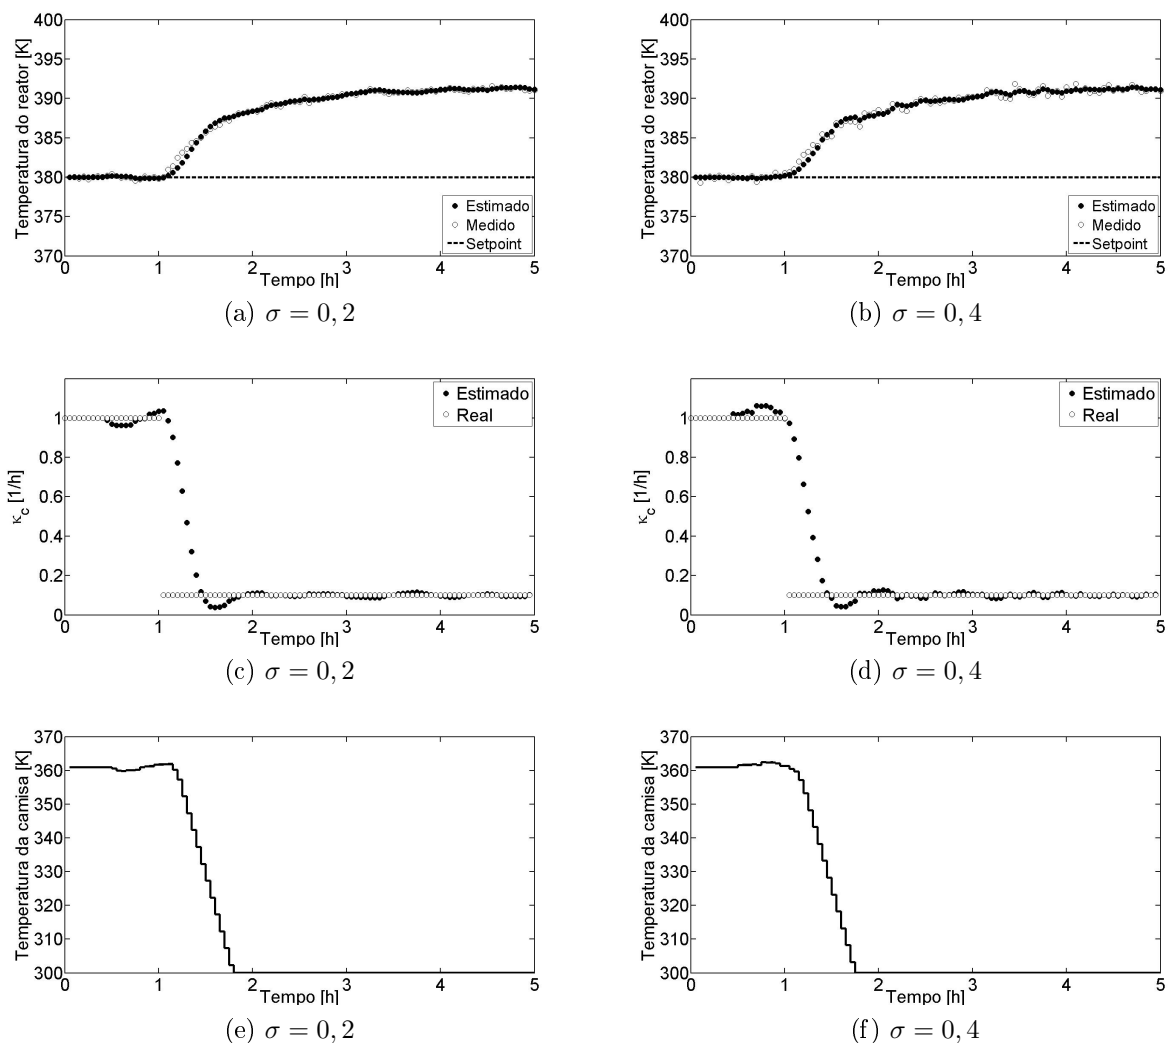 Temperatura do reator [K]
400
395
390
385
380
375
370
0 1 2 3 4 5
Tempo [h]
Estimado
Medido
Setpoint
(a) σ = 0, 2
Temperatura do reator [K]
400
395
390
385
380
375
370
0 1 2 3 4 5
Tempo [h]
Estimado
Medido
Setpoint
(b) σ = 0, 4
κc [1/h]
1
0.8
0.6
0.4
0.2
0
0 1 2 3 4 5
Tempo [h]
Estimado
Real
(c) σ = 0, 2
κc [1/h]
1
0.8
0.6
0.4
0.2
0
0 1 2 3 4 5
Tempo [h]
Estimado
Real
(d) σ = 0, 4
Temperatura da camisa [K]
370
360
350
340
330
320
310
300
0 1 2 3 4 5
Tempo [h]
(e) σ = 0, 2
Temperatura da camisa [K]
370
360
350
340
330
320
310
300
0 1 2 3 4 5
Tempo [h]
(f) σ = 0, 4